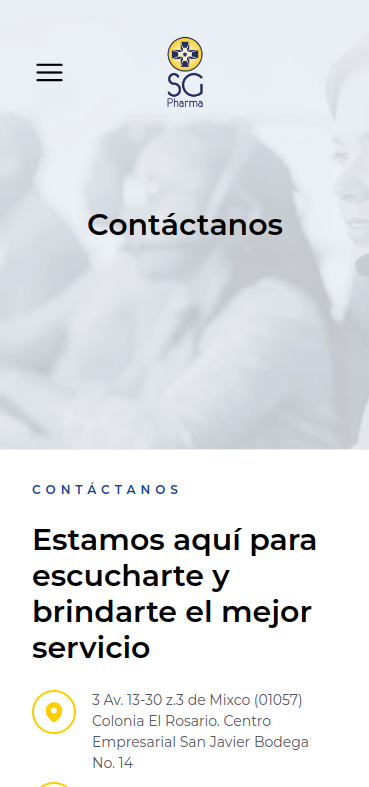 SG
Pharma
Contáctanos
CONTÁCTANOS
Estamos aquí para
escucharte y
brindarte el mejor
servicio
3 Av. 13-30 z.3 de Mixco (01057)
Colonia El Rosario. Centro
Empresarial San Javier Bodega
No. 14